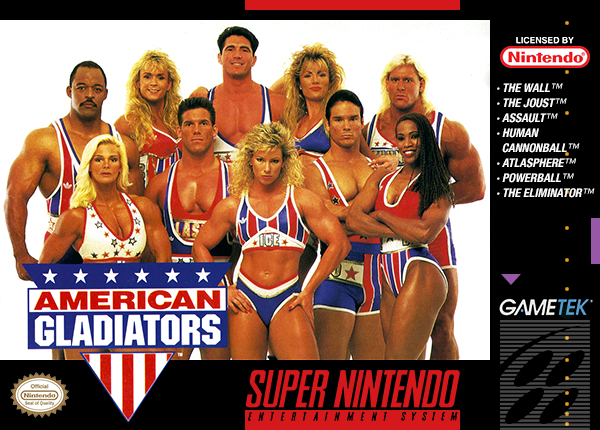 LICENSED BY
Nintendo®
• THE WALL™
• THE JOUST™
• ASSAULT™
• HUMAN
CANNONBALL™
• ATLASPHERE™
• POWERBALL™
• THE ELIMINATOR™
ICE
AMERICAN
GLADIATORS
™
GAMETEK
Official
Nintendo
Seal of Quality
SUPER NINTENDO
ENTERTAINMENT SYSTEM